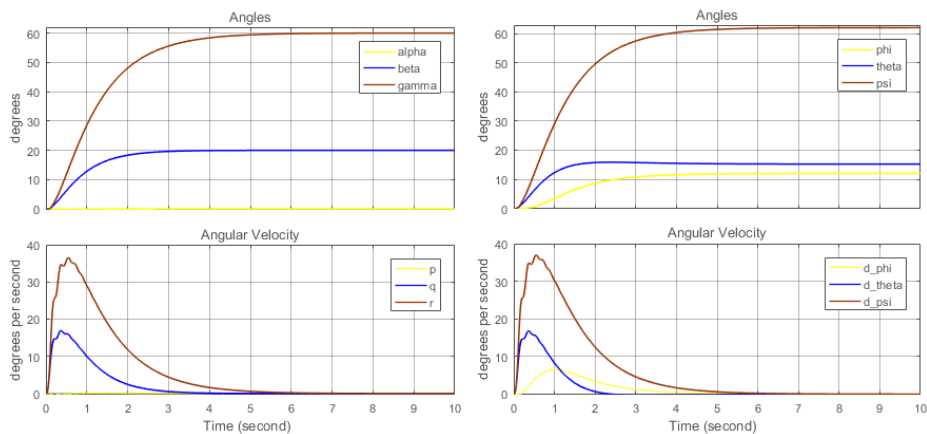 Angles
60
50
40
30
20
10
0
degrees
alpha
beta
gamma
Angles
60
50
40
30
20
10
0
degrees
phi
theta
psi
Angular Velocity
40
30
20
10
0
degrees per second
p
q
r
0 1 2 3 4 5 6 7 8 9 10
Time (second)
Angular Velocity
40
30
20
10
0
degrees per second
d_phi
d_theta
d_psi
0 1 2 3 4 5 6 7 8 9 10
Time (second)